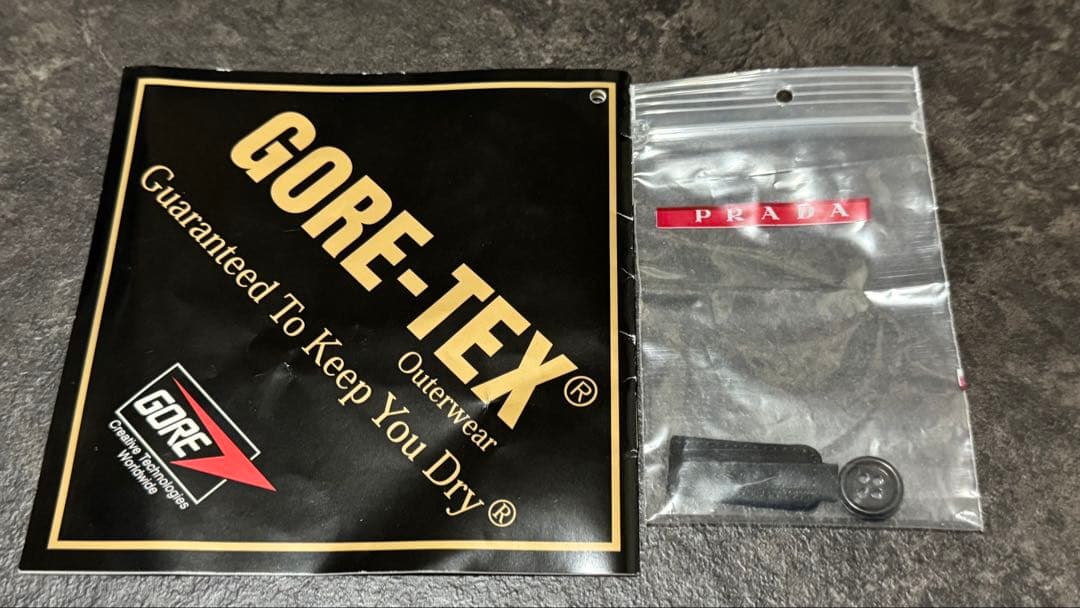 GORE-TEX®
Outerwear
Guaranteed To Keep You Dry®
GORE
Creative Technologies
Worldwide
PRADA